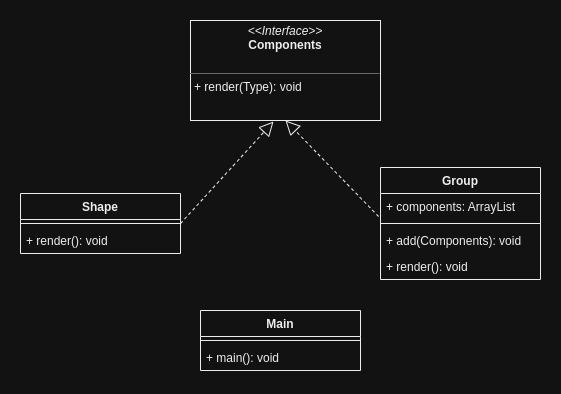 <<Interface>>
Components
+ render(Type): void
Shape
+ render(): void
Group
+ components: ArrayList
+ add(Components): void
+ render(): void
Main
+ main(): void